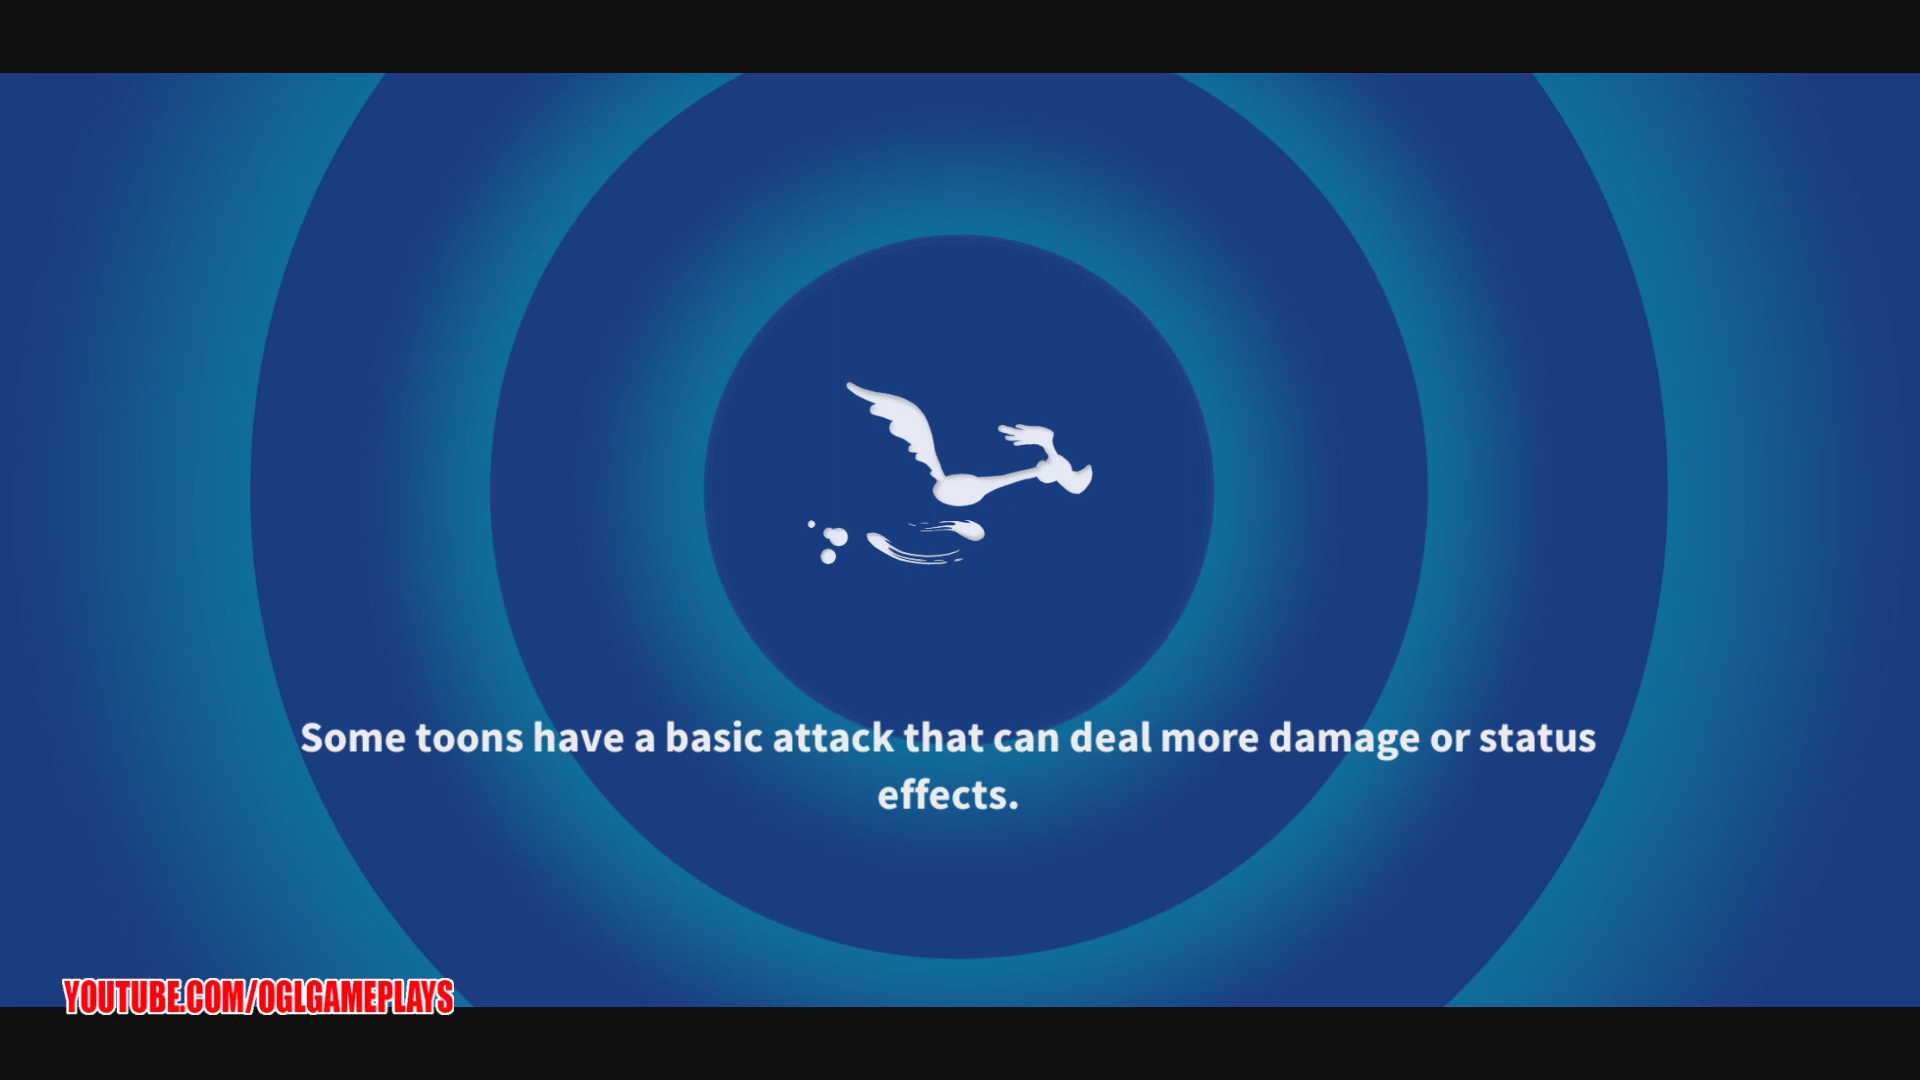 Some toons have a basic attack that can deal more damage or status
effects.
YOUTUBE.COM/OGLGAMEPLAYS